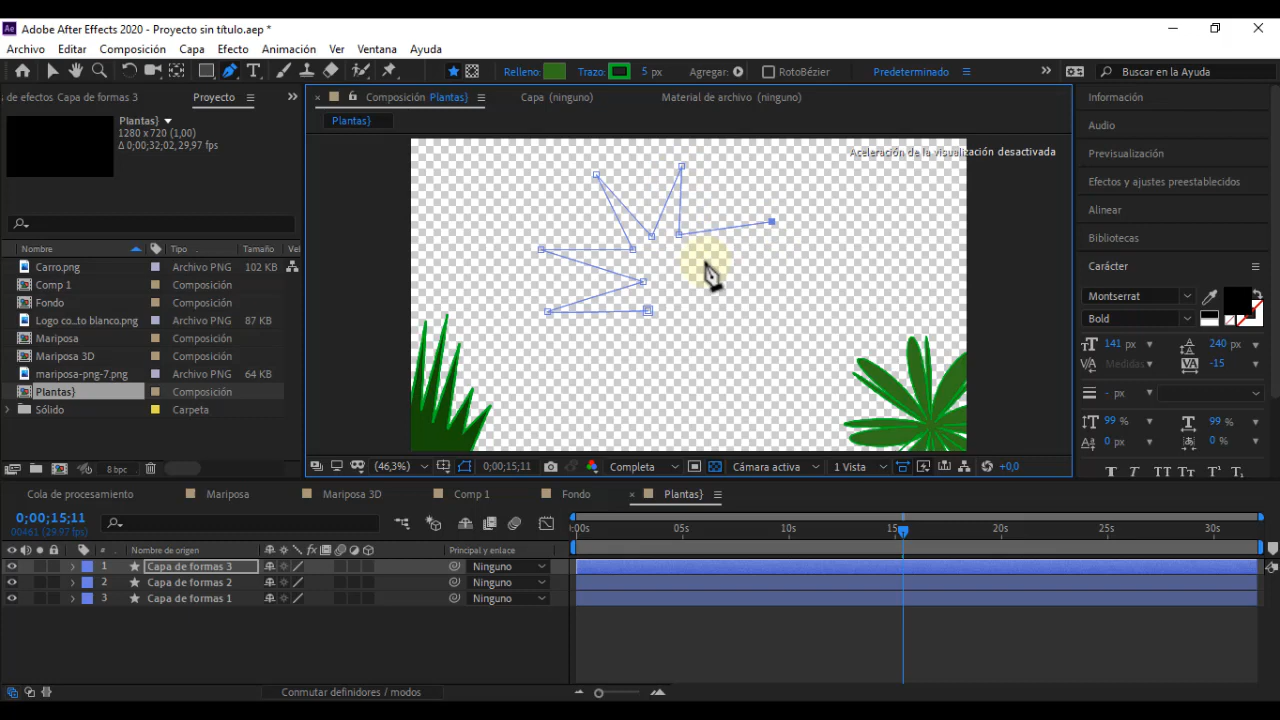 Ae Adobe After Effects 2020 - Proyecto sin título.aep *
Archivo Editar Composición Capa Efecto Animación Ver Ventana Ayuda
Relleno: Trazo: 5 px Agregar: RotoBézier Predeterminado Buscar en la Ayuda
de efectos Capa de formas 3 Proyecto
Composición Plantas} Capa (ninguno) Material de archivo (ninguno)
Plantas}
1280 x 720 (1,00)
Δ 0;00;32;02, 29,97 fps
Plantas}
Aceleración de la visualización desactivada
Nombre Tipo Tamaño Vel
Carro.png Archivo PNG 102 KB
Comp 1 Composición
Fondo Composición
Logo co...to blanco.png Archivo PNG 87 KB
Mariposa Composición
Mariposa 3D Composición
mariposa-png-7.png Archivo PNG 64 KB
Plantas} Composición
Sólido Carpeta
8 bpc
(46,3%) 0;00;15;11 Completa Cámara activa 1 Vista +0,0
Información
Audio
Previsualización
Efectos y ajustes preestablecidos
Alinear
Bibliotecas
Carácter
Montserrat
Bold
141 px 240 px
Medidas -15
- px
99 % 99 %
0 px 0 %
T T TT Tt T¹ T₁
Cola de procesamiento Mariposa Mariposa 3D Comp 1 Fondo Plantas}
0;00;15;11
00461 (29.97 fps)
:00s 05s 10s 15s 20s 25s 30s
# Nombre de origen fx Principal y enlace
1 Capa de formas 3 Ninguno
2 Capa de formas 2 Ninguno
3 Capa de formas 1 Ninguno
Conmutar definidores / modos